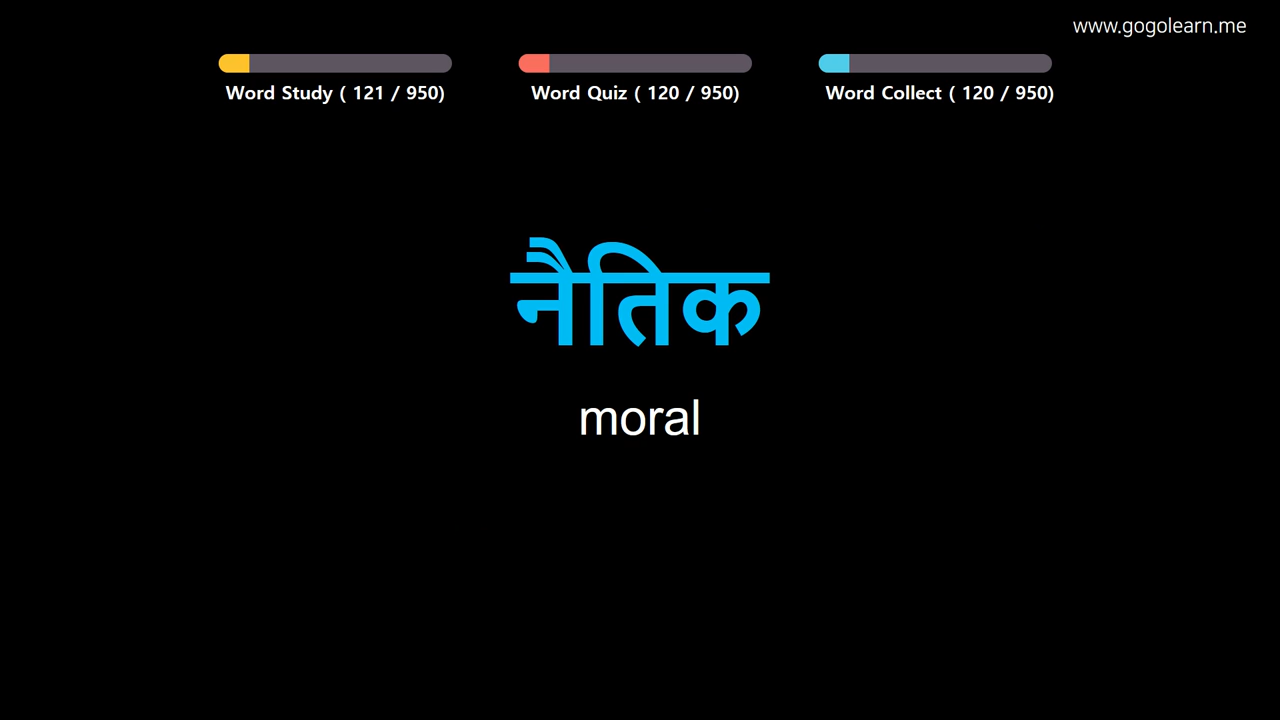 www.gogolearn.me
Word Study ( 121 / 950)
Word Quiz ( 120 / 950)
Word Collect ( 120 / 950)
नैतिक
moral